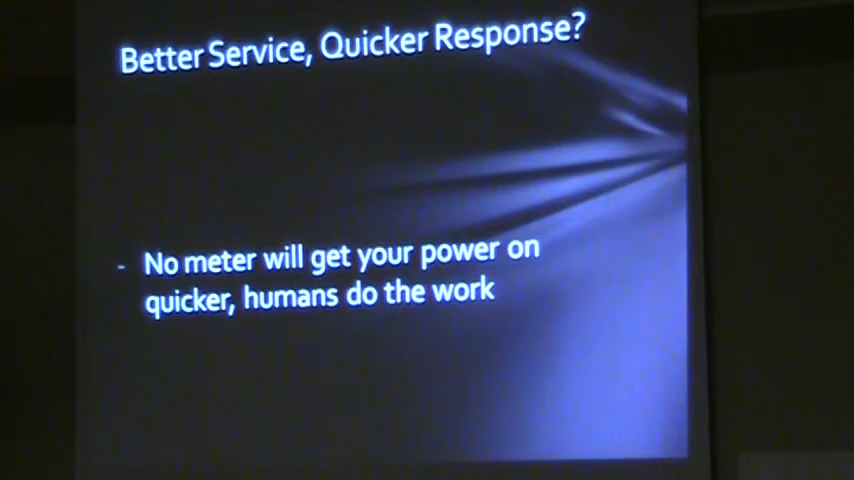 Better Service, Quicker Response?
- No meter will get your power on
quicker, humans do the work